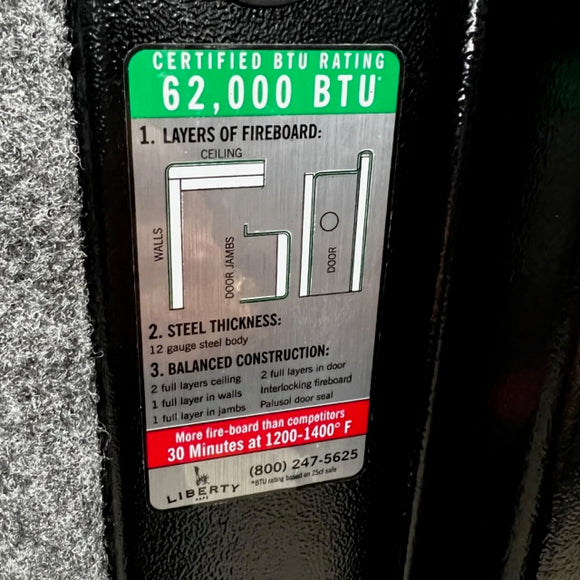 CERTIFIED BTU RATING
62,000 BTU*
1. LAYERS OF FIREBOARD:
CEILING
WALLS
DOOR JAMBS
DOOR
2. STEEL THICKNESS:
12 gauge steel body
3. BALANCED CONSTRUCTION:
2 full layers ceiling
1 full layer in walls
1 full layer in jambs
2 full layers in door
Interlocking fireboard
Palusol door seal
More fire-board than competitors
30 Minutes at 1200-1400° F
LIBERTY
SAFE
(800) 247-5625
*BTU rating based on 25cf safe